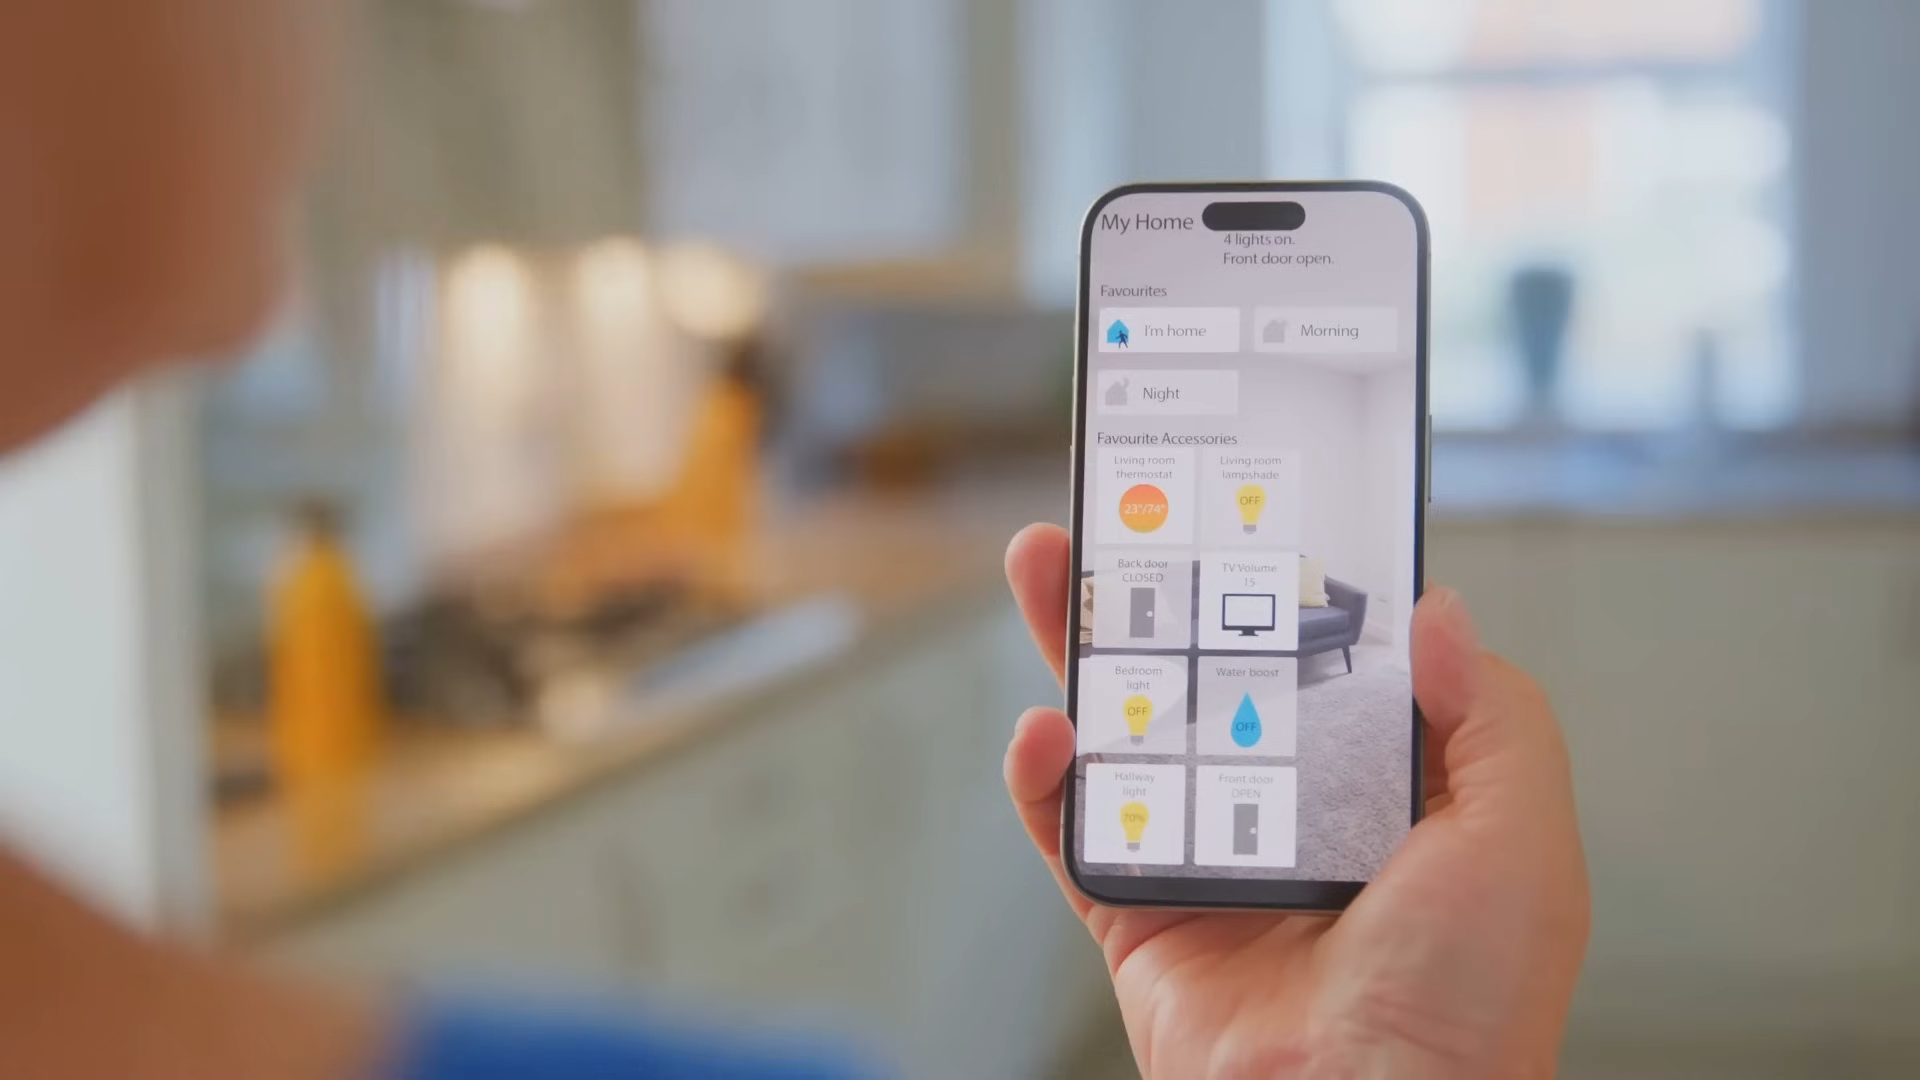 My Home
4 lights on.
Front door open.
Favourites
I'm home
Morning
Night
Favourite Accessories
Living room
thermostat
23°/74°
Living room
lampshade
OFF
Back door
CLOSED
TV Volume
15
Bedroom
light
OFF
Water boost
OFF
Hallway
light
70%
Front door
OPEN